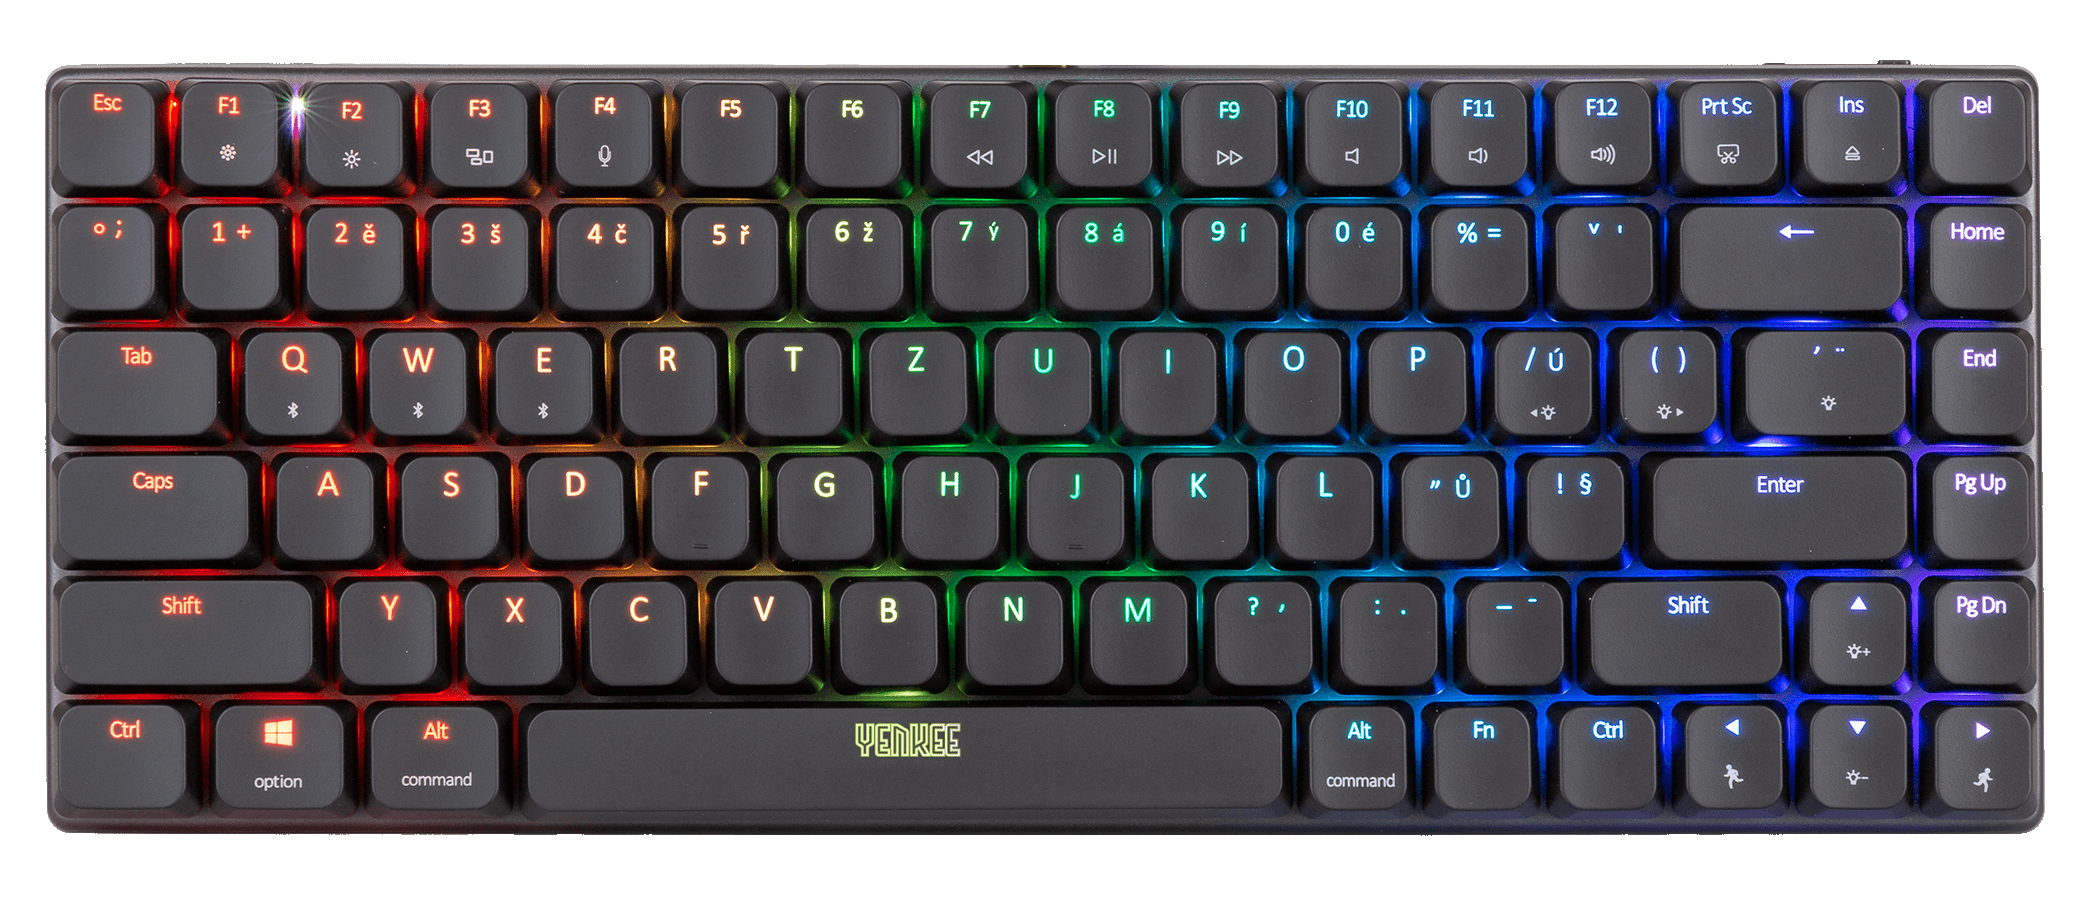 Esc F1 F2 F3 F4 F5 F6 F7 F8 F9 F10 F11 F12 Prt Sc Ins Del
° ; 1 + 2 ě 3 š 4 č 5 ř 6 ž 7 ý 8 á 9 í 0 é % = ˇ ' ← Home
Tab Q W E R T Z U I O P / ú ( ) ' ¨ End
Caps A S D F G H J K L " ů ! § Enter Pg Up
Shift Y X C V B N M ? , : . _ - Shift ▲ Pg Dn
Ctrl Alt YENKEE Alt Fn Ctrl ◀ ▼ ▶
option command command